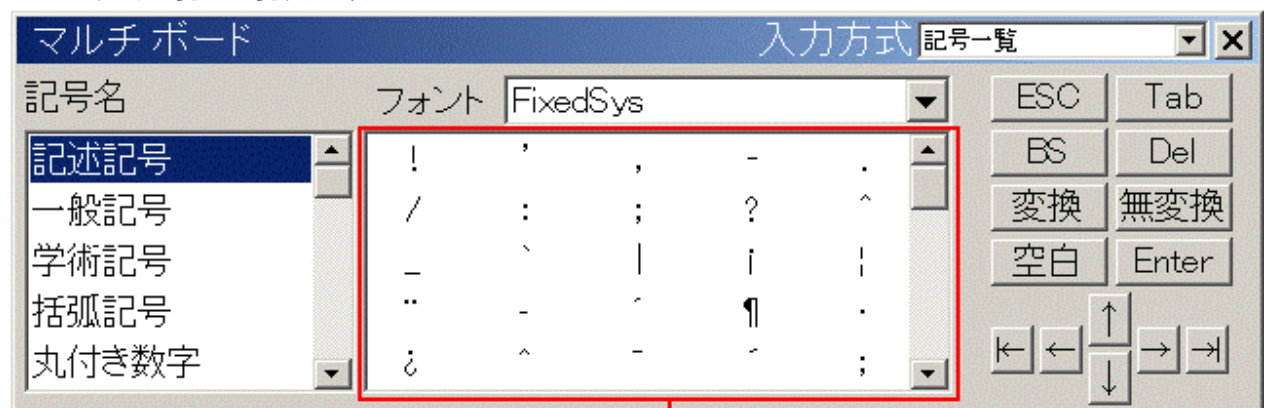 マルチ ボード 入力方式 記号一覧
記号名 フォント FixedSys ESC Tab
記述記号 ! ' , - . BS Del
一般記号 / : ; ? ^ 変換 無変換
学術記号 _ ` | ¡ ¦ 空白 Enter
括弧記号 ¨ - ´ ¶ · ↑
丸付き数字 ¿ ˆ ˉ ; |← ← ↓ → →|